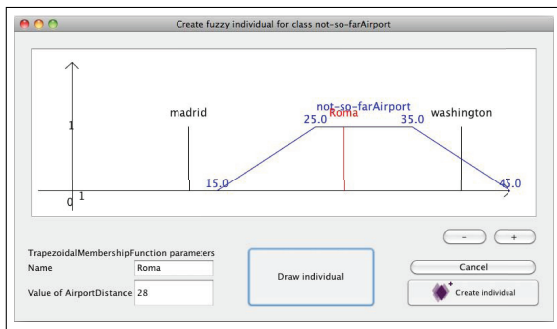 Create fuzzy individual for class not-so-farAirport
not-so-farAirport
madrid
Roma
washington
25.0
35.0
1
15.0
45.0
0
1
-
+
TrapezoidalMembershipFunction parameters
Name
Roma
Value of AirportDistance
28
Draw individual
Cancel
Create individual